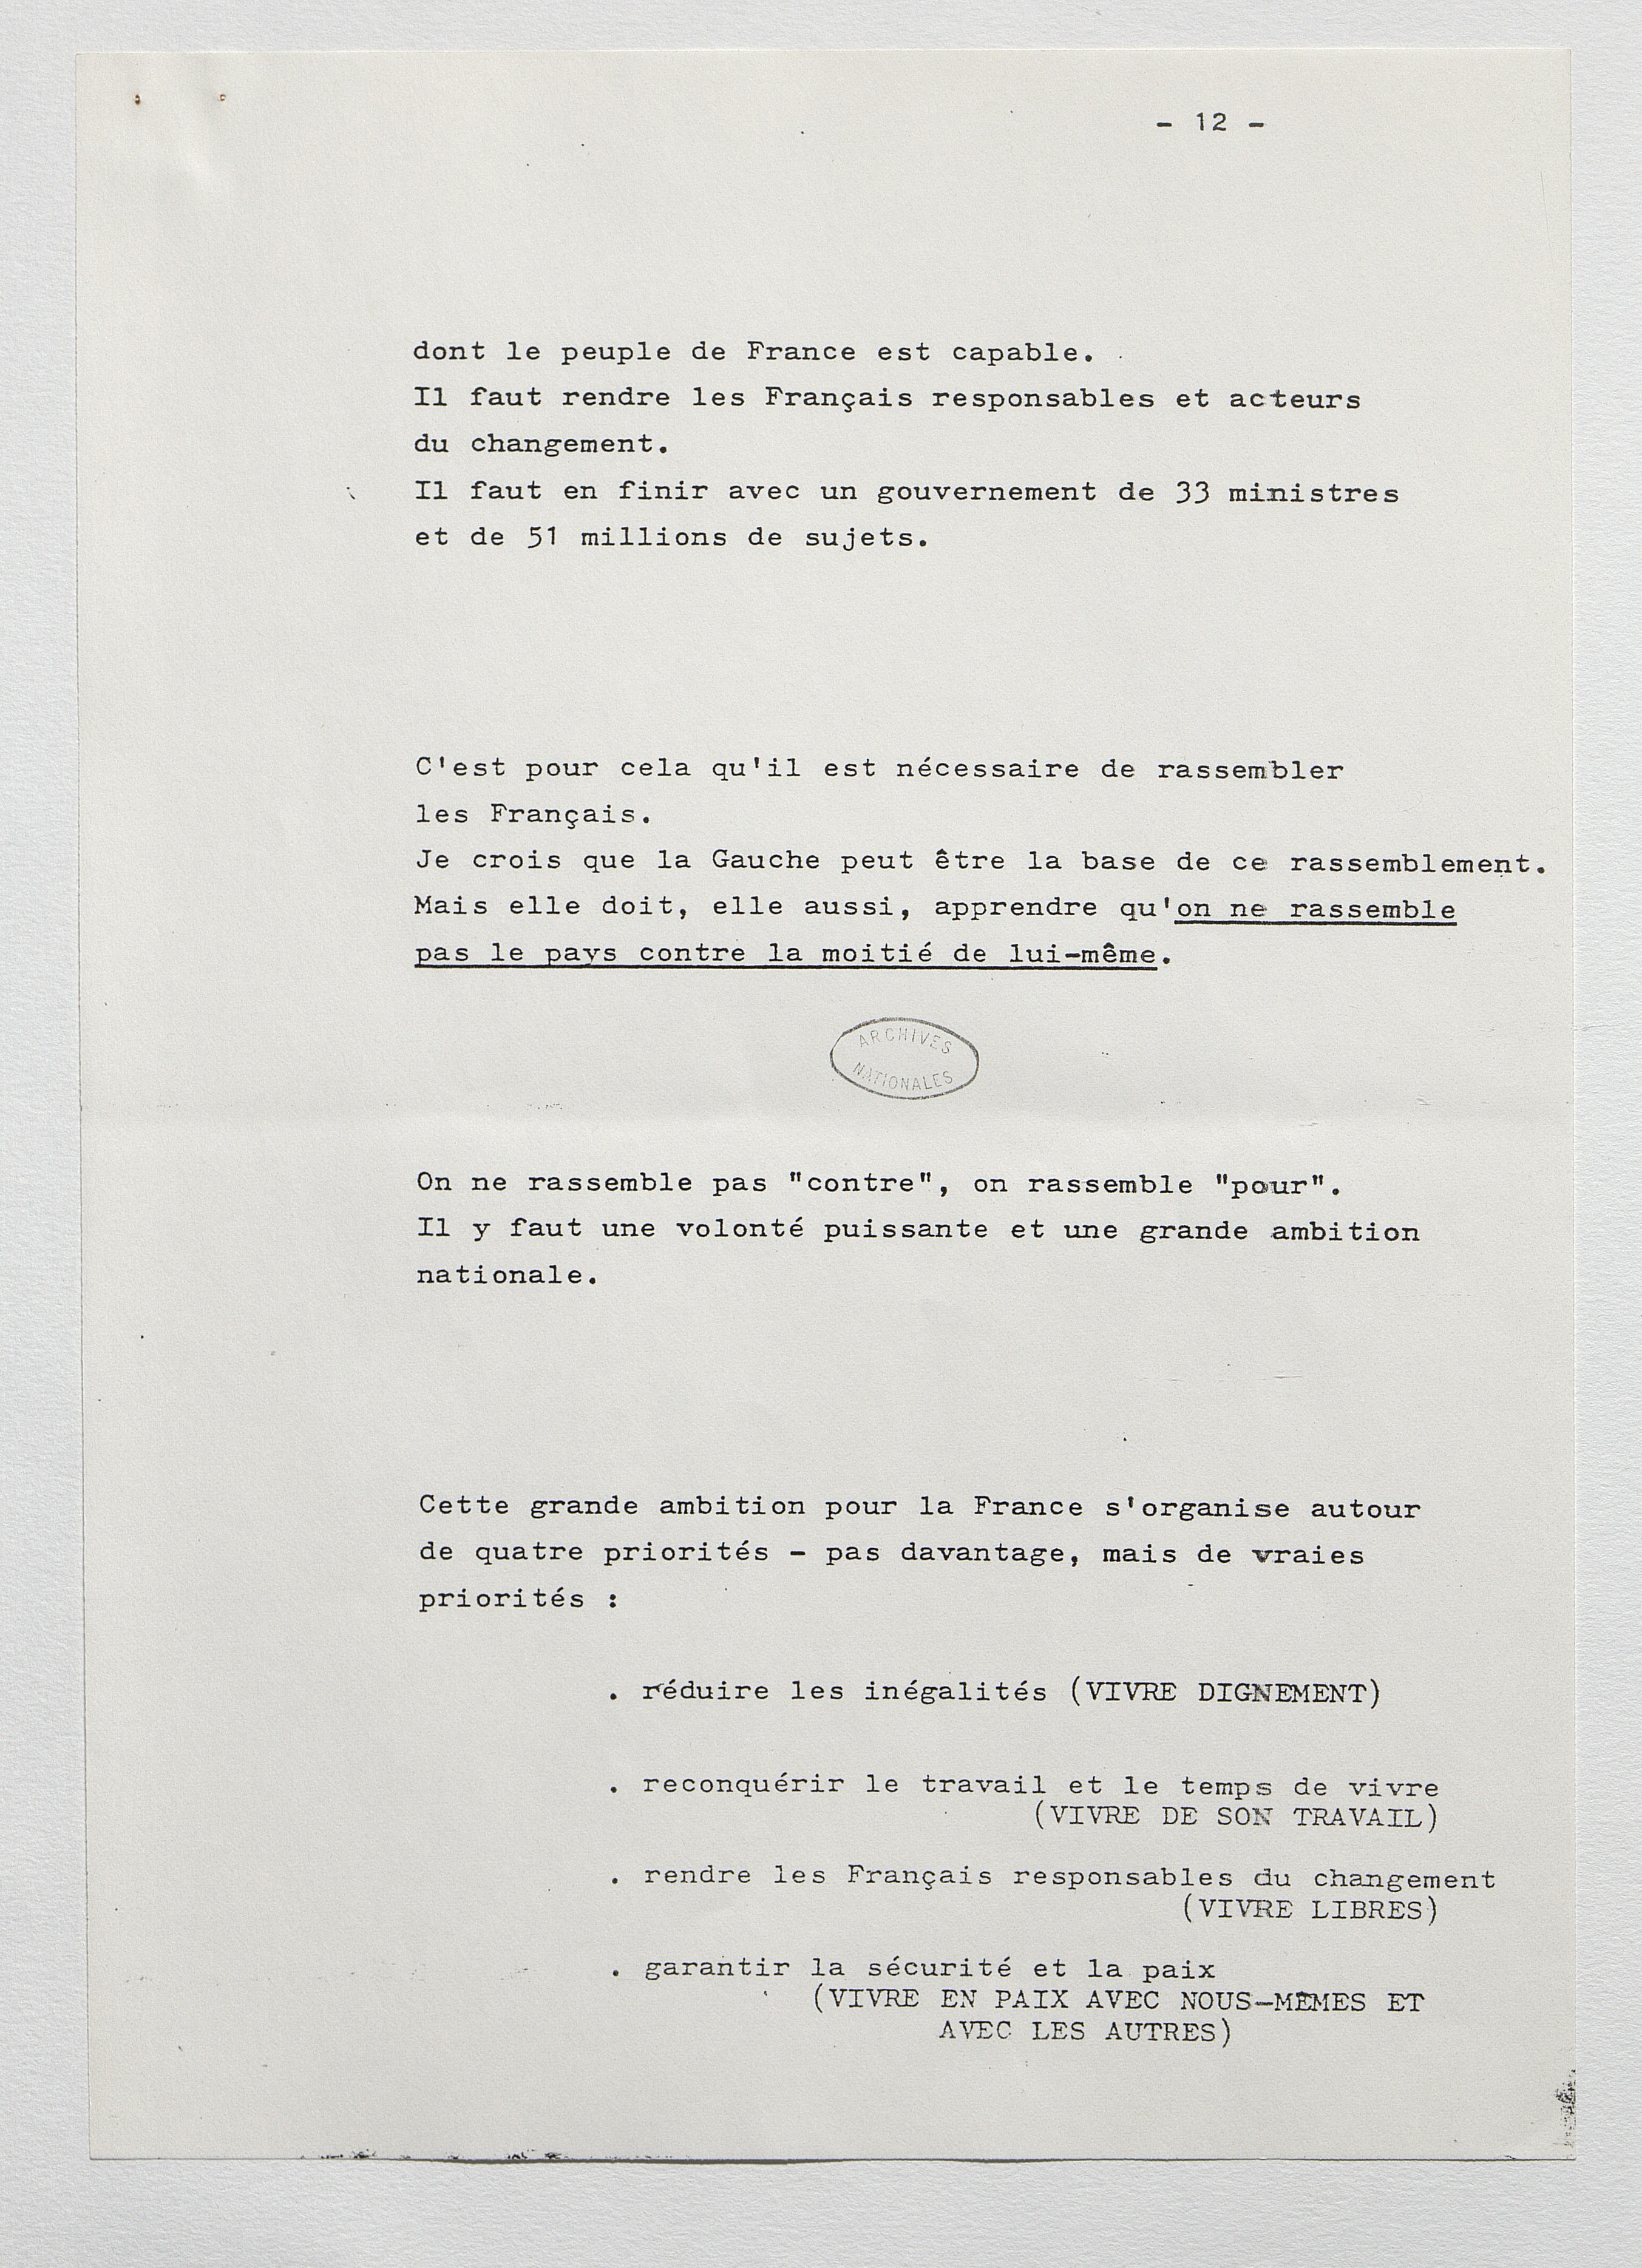 - 12 -
dont le peuple de France est capable.
Il faut rendre les Français responsables et acteurs
du changement.
Il faut en finir avec un gouvernement de 33 ministres
et de 51 millions de sujets.
C'est pour cela qu'il est nécessaire de rassembler
les Français.
Je crois que la Gauche peut être la base de ce rassemblement.
Mais elle doit, elle aussi, apprendre qu'on ne rassemble
pas le pays contre la moitié de lui-même.
ARCHIVES
NATIONALES
On ne rassemble pas "contre", on rassemble "pour".
Il y faut une volonté puissante et une grande ambition
nationale.
Cette grande ambition pour la France s'organise autour
de quatre priorités - pas davantage, mais de vraies
priorités :
. réduire les inégalités (VIVRE DIGNEMENT)
. reconquérir le travail et le temps de vivre
(VIVRE DE SON TRAVAIL)
. rendre les Français responsables du changement
(VIVRE LIBRES)
. garantir la sécurité et la paix
(VIVRE EN PAIX AVEC NOUS-MÊMES ET
AVEC LES AUTRES)